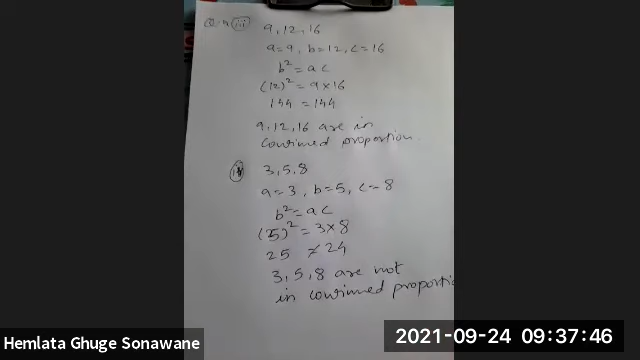 Q.4 (iii) 9, 12, 16
a=9, b=12, c=16
b²=ac
(12)² = 9×16
144 = 144
9, 12, 16 are in
continued proportion.
3, 5, 8
a=3, b=5, c=8
b²=ac
(5)² = 3×8
25 ≠ 24
3, 5, 8 are not
in continued proportio
Hemlata Ghuge Sonawane
2021-09-24 09:37:46